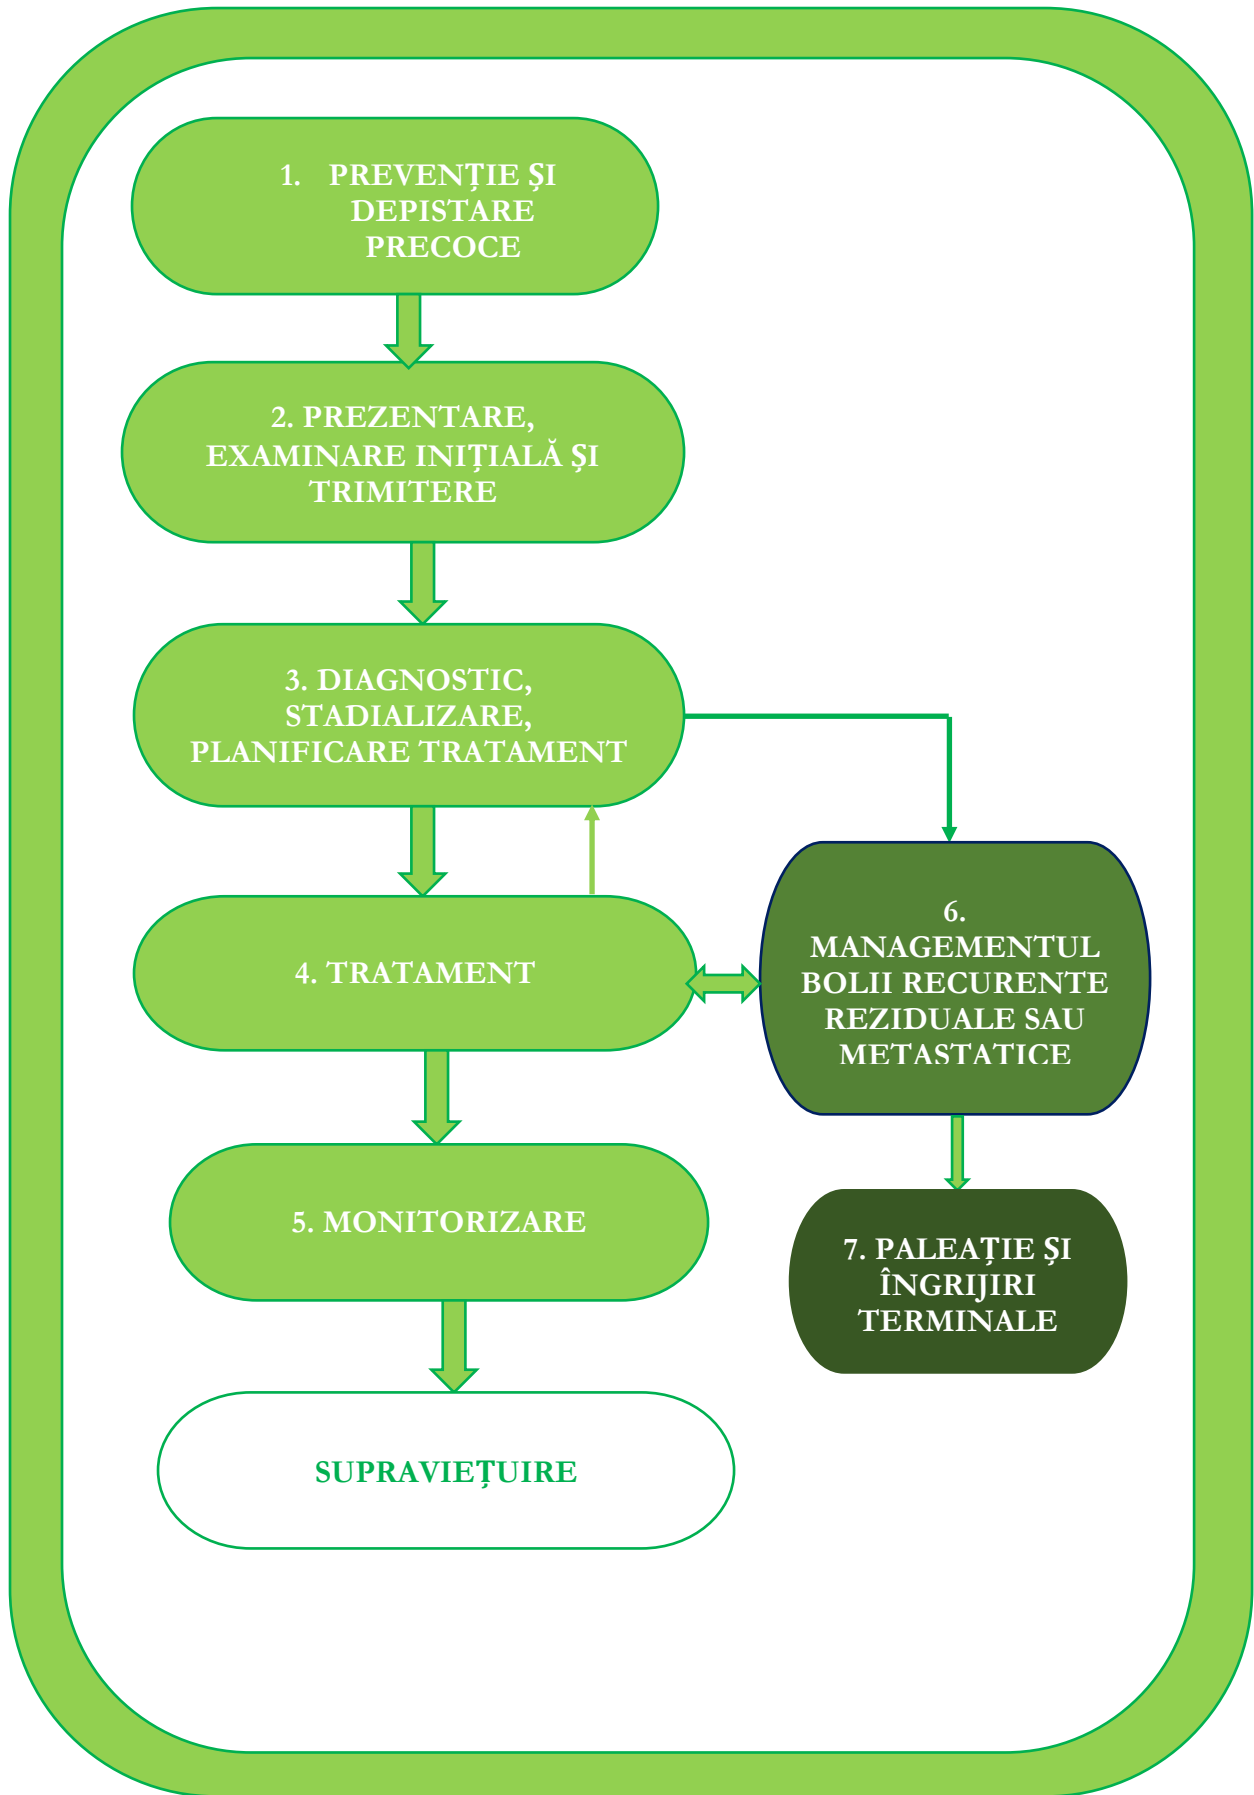 1. PREVENȚIE ȘI
DEPISTARE
PRECOCE
2. PREZENTARE,
EXAMINARE INIȚIALĂ ȘI
TRIMITERE
3. DIAGNOSTIC,
STADIALIZARE,
PLANIFICARE TRATAMENT
4. TRATAMENT
6.
MANAGEMENTUL
BOLII RECURENTE
REZIDUALE SAU
METASTATICE
5. MONITORIZARE
7. PALEAȚIE ȘI
ÎNGRIJIRI
TERMINALE
SUPRAVIEȚUIRE